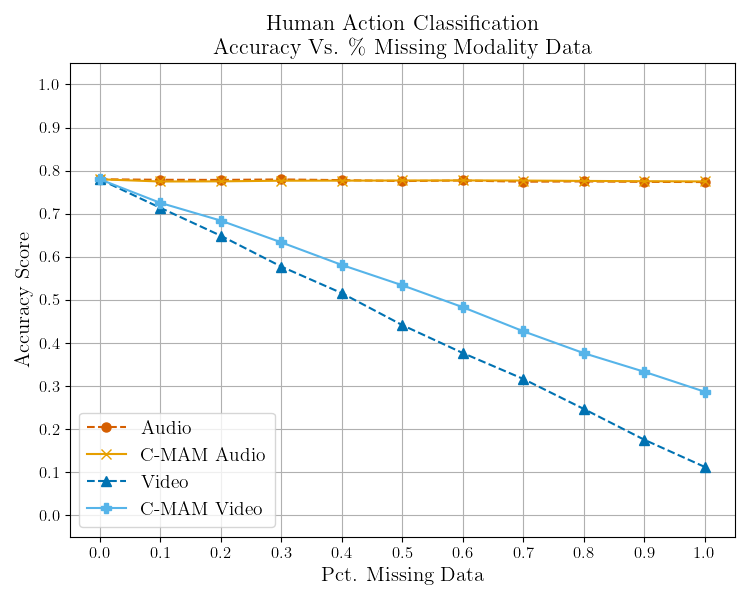 Human Action Classification
Accuracy Vs. % Missing Modality Data
1.0
0.9
0.8
0.7
0.6
0.5
0.4
0.3
0.2
0.1
0.0
Accuracy Score
Audio
C-MAM Audio
Video
C-MAM Video
0.0 0.1 0.2 0.3 0.4 0.5 0.6 0.7 0.8 0.9 1.0
Pct. Missing Data